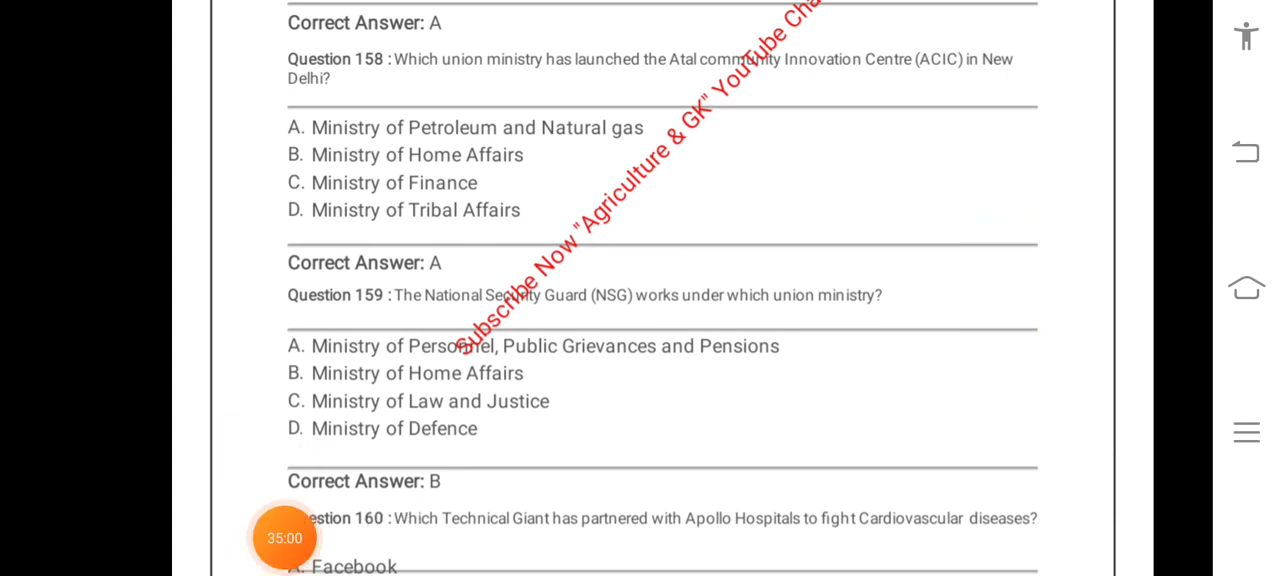 Correct Answer: A
Question 158 : Which union ministry has launched the Atal community Innovation Centre (ACIC) in New
Delhi?
A. Ministry of Petroleum and Natural gas
B. Ministry of Home Affairs
C. Ministry of Finance
D. Ministry of Tribal Affairs
Correct Answer: A
Question 159 : The National Security Guard (NSG) works under which union ministry?
A. Ministry of Personnel, Public Grievances and Pensions
B. Ministry of Home Affairs
C. Ministry of Law and Justice
D. Ministry of Defence
Correct Answer: B
estion 160 : Which Technical Giant has partnered with Apollo Hospitals to fight Cardiovascular diseases?
A. Facebook
35:00
Subscribe Now "Agriculture & GK" YouTube Cha